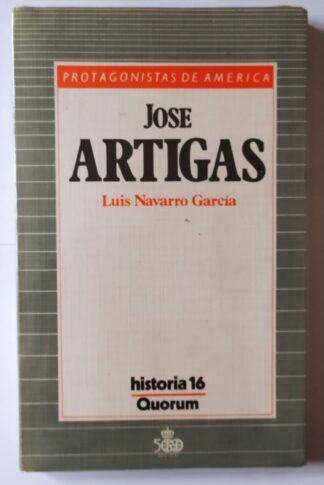 PROTAGONISTAS DE AMERICA
JOSE
ARTIGAS
Luis Navarro García
historia 16
Quorum